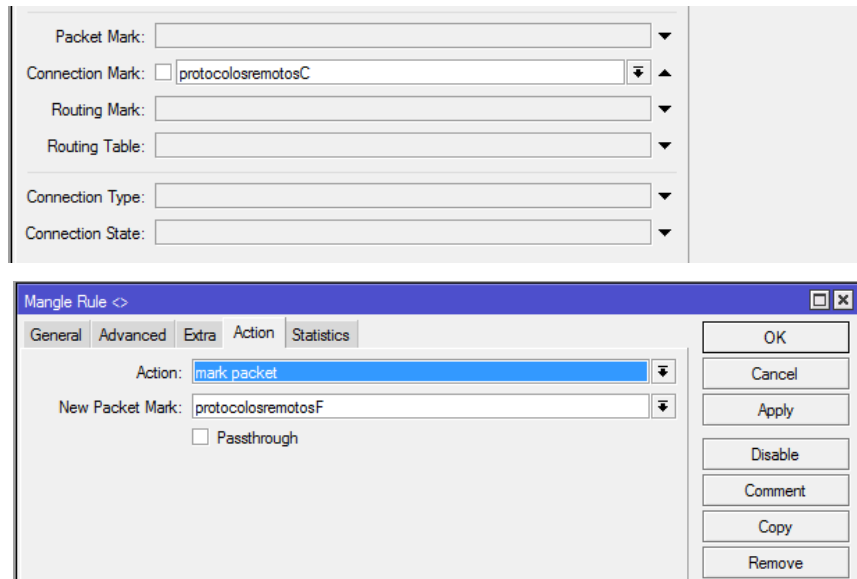 Packet Mark:
Connection Mark: protocolosremotosC
Routing Mark:
Routing Table:
Connection Type:
Connection State:
Mangle Rule <>
General Advanced Extra Action Statistics
OK
Action: mark packet
Cancel
New Packet Mark: protocolosremotosF
Apply
Passthrough
Disable
Comment
Copy
Remove